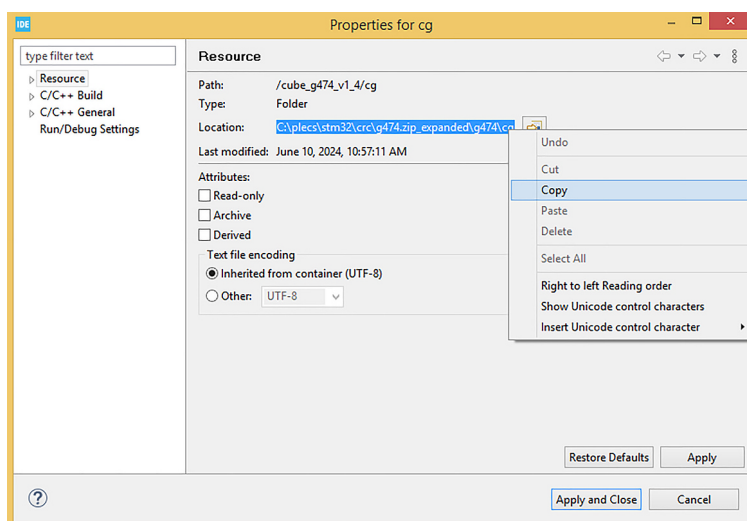 IDE
Properties for cg
type filter text
Resource
C/C++ Build
C/C++ General
Run/Debug Settings
Resource
Path: /cube_g474_v1_4/cg
Type: Folder
Location: C:\plecs\stm32\crc\g474.zip_expanded\g474\cg
Last modified: June 10, 2024, 10:57:11 AM
Attributes:
Read-only
Archive
Derived
Text file encoding
Inherited from container (UTF-8)
Other: UTF-8
Undo
Cut
Copy
Paste
Delete
Select All
Right to left Reading order
Show Unicode control characters
Insert Unicode control character
Restore Defaults Apply
? Apply and Close Cancel